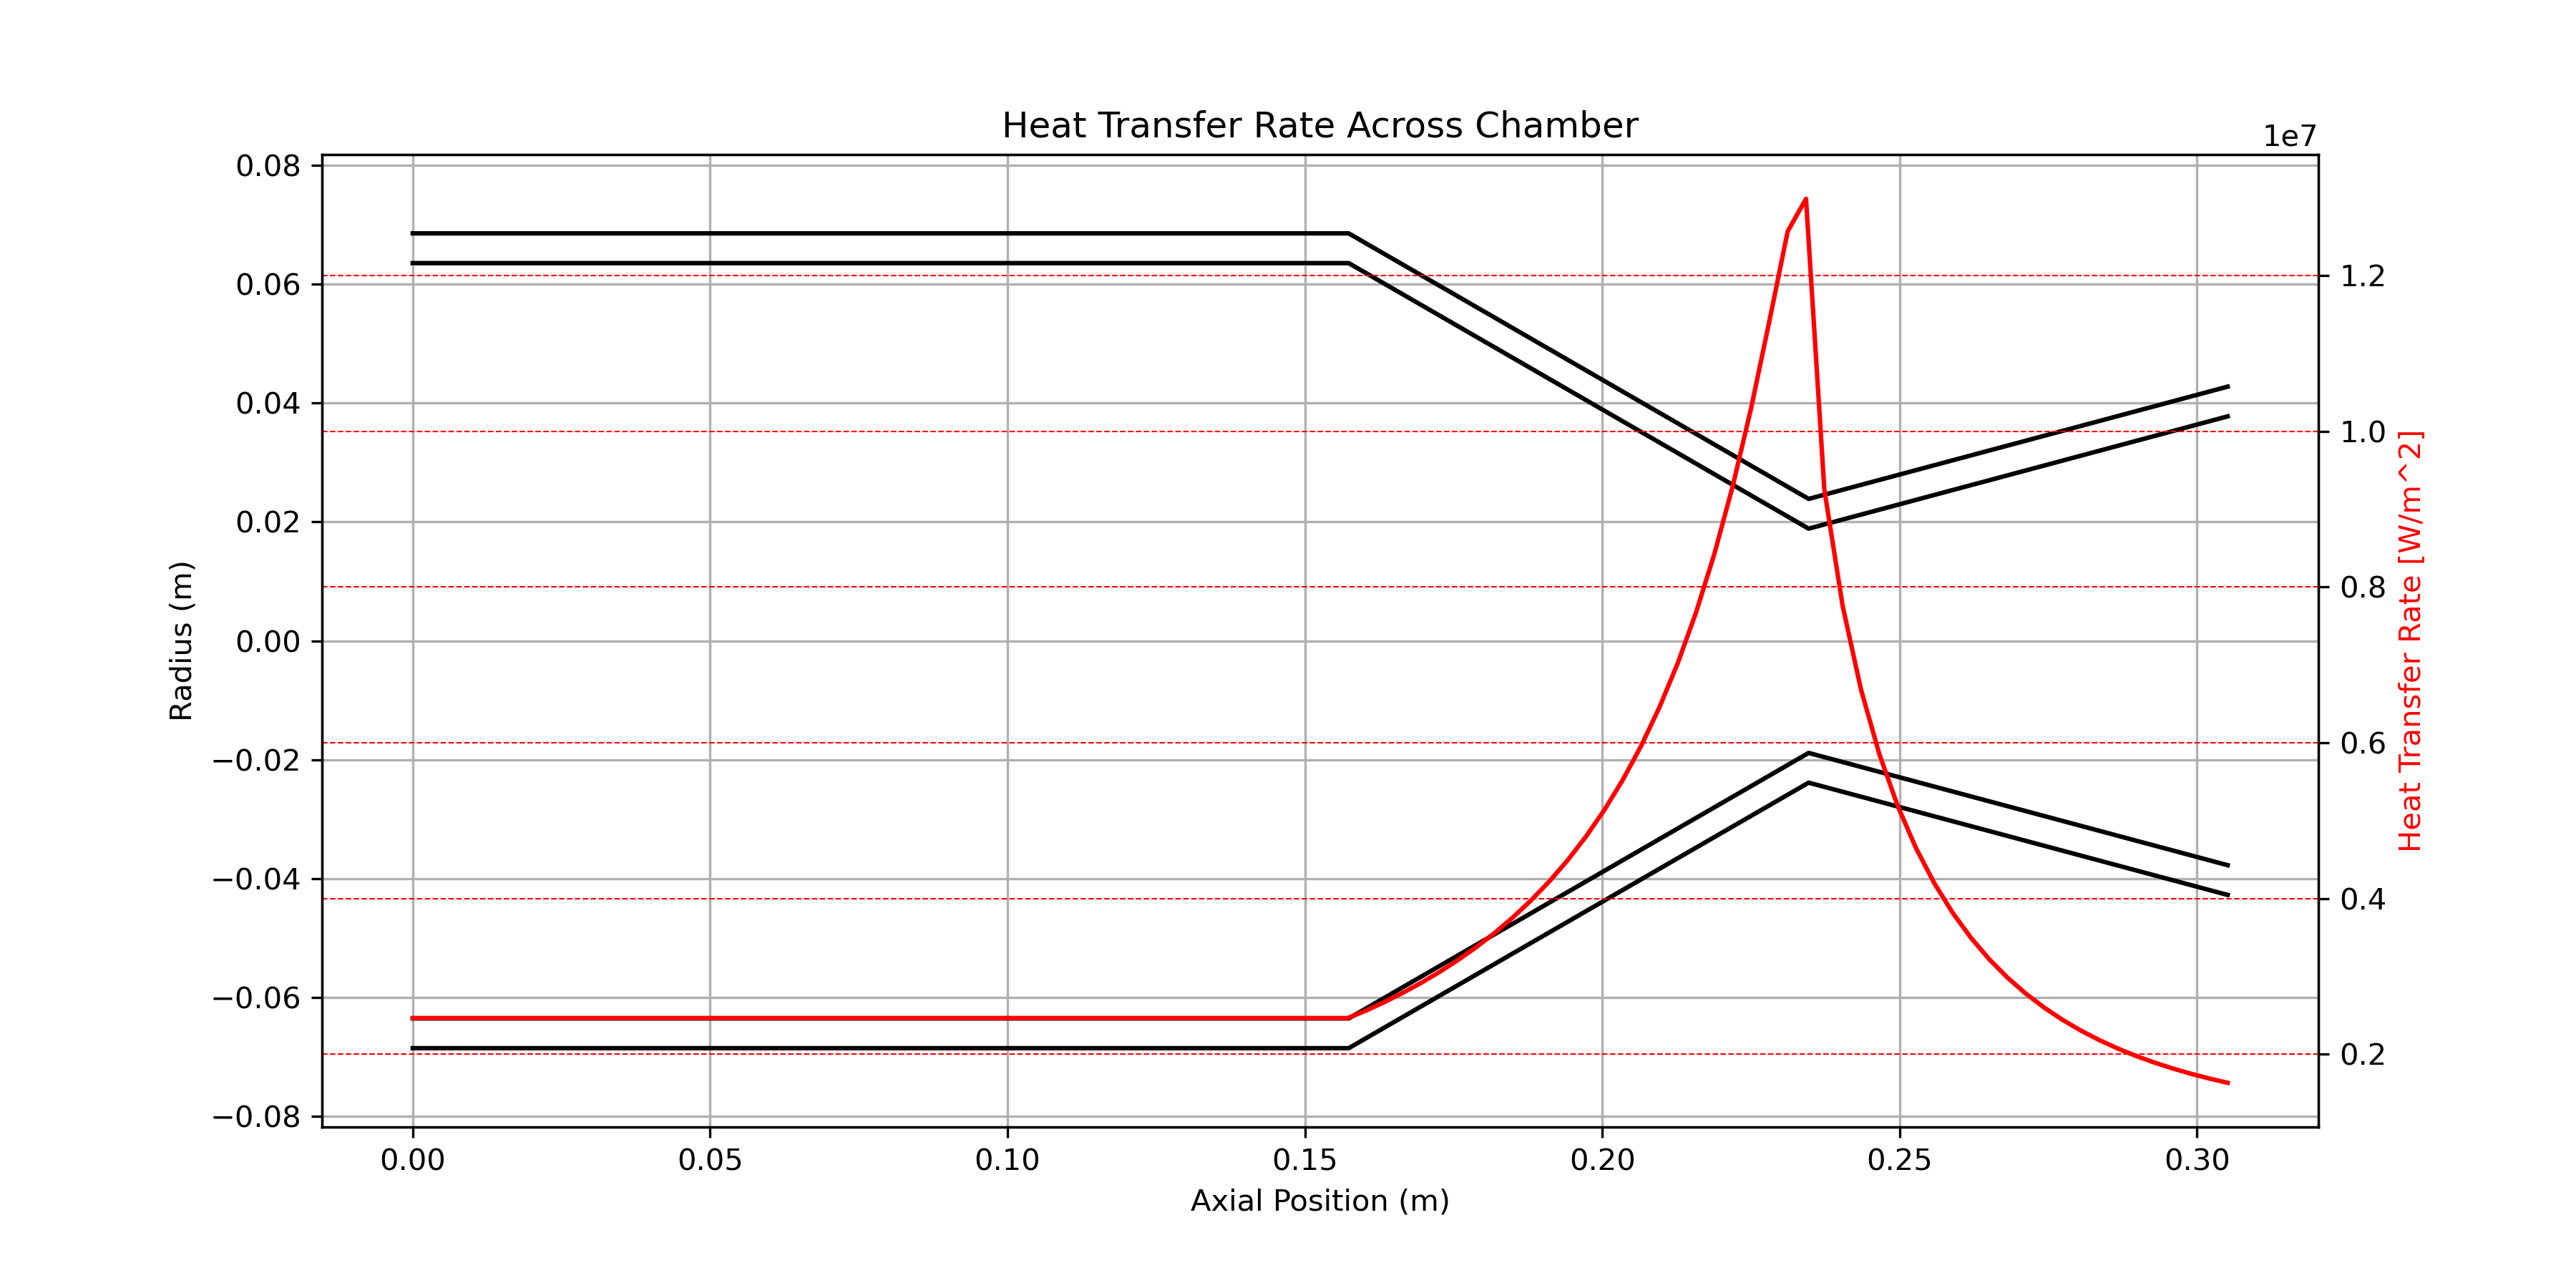 Heat Transfer Rate Across Chamber
1e7
0.08
0.06
0.04
0.02
0.00
−0.02
−0.04
−0.06
−0.08
Radius (m)
1.2
1.0
0.8
0.6
0.4
0.2
Heat Transfer Rate [W/m^2]
0.00 0.05 0.10 0.15 0.20 0.25 0.30
Axial Position (m)